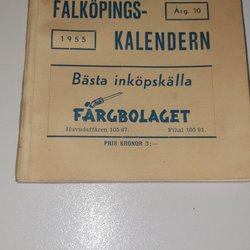 FALKÖPINGS-
Årg. 10
1955
KALENDERN
Bästa inköpskälla
FÄRGBOLAGET
Huvudaffären 105 67. Filial 105 91.
PRIS KRONOR 3:—